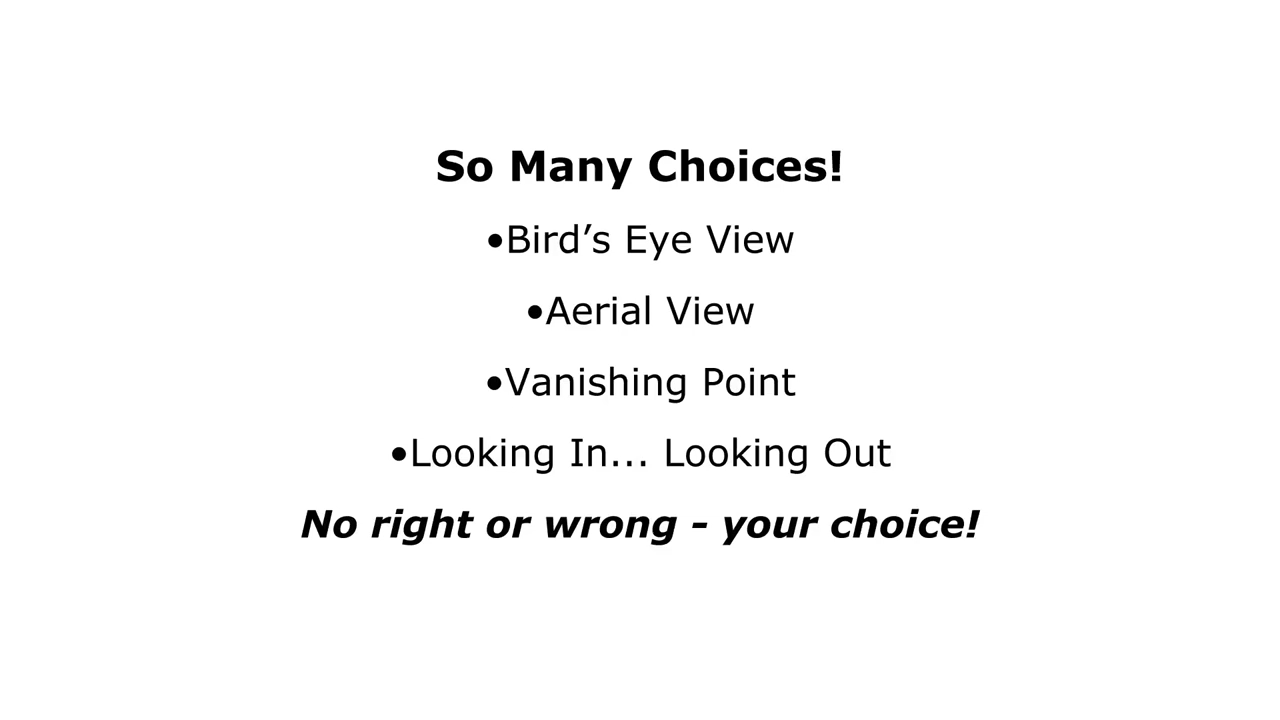 So Many Choices!
•Bird’s Eye View
•Aerial View
•Vanishing Point
•Looking In... Looking Out
No right or wrong - your choice!